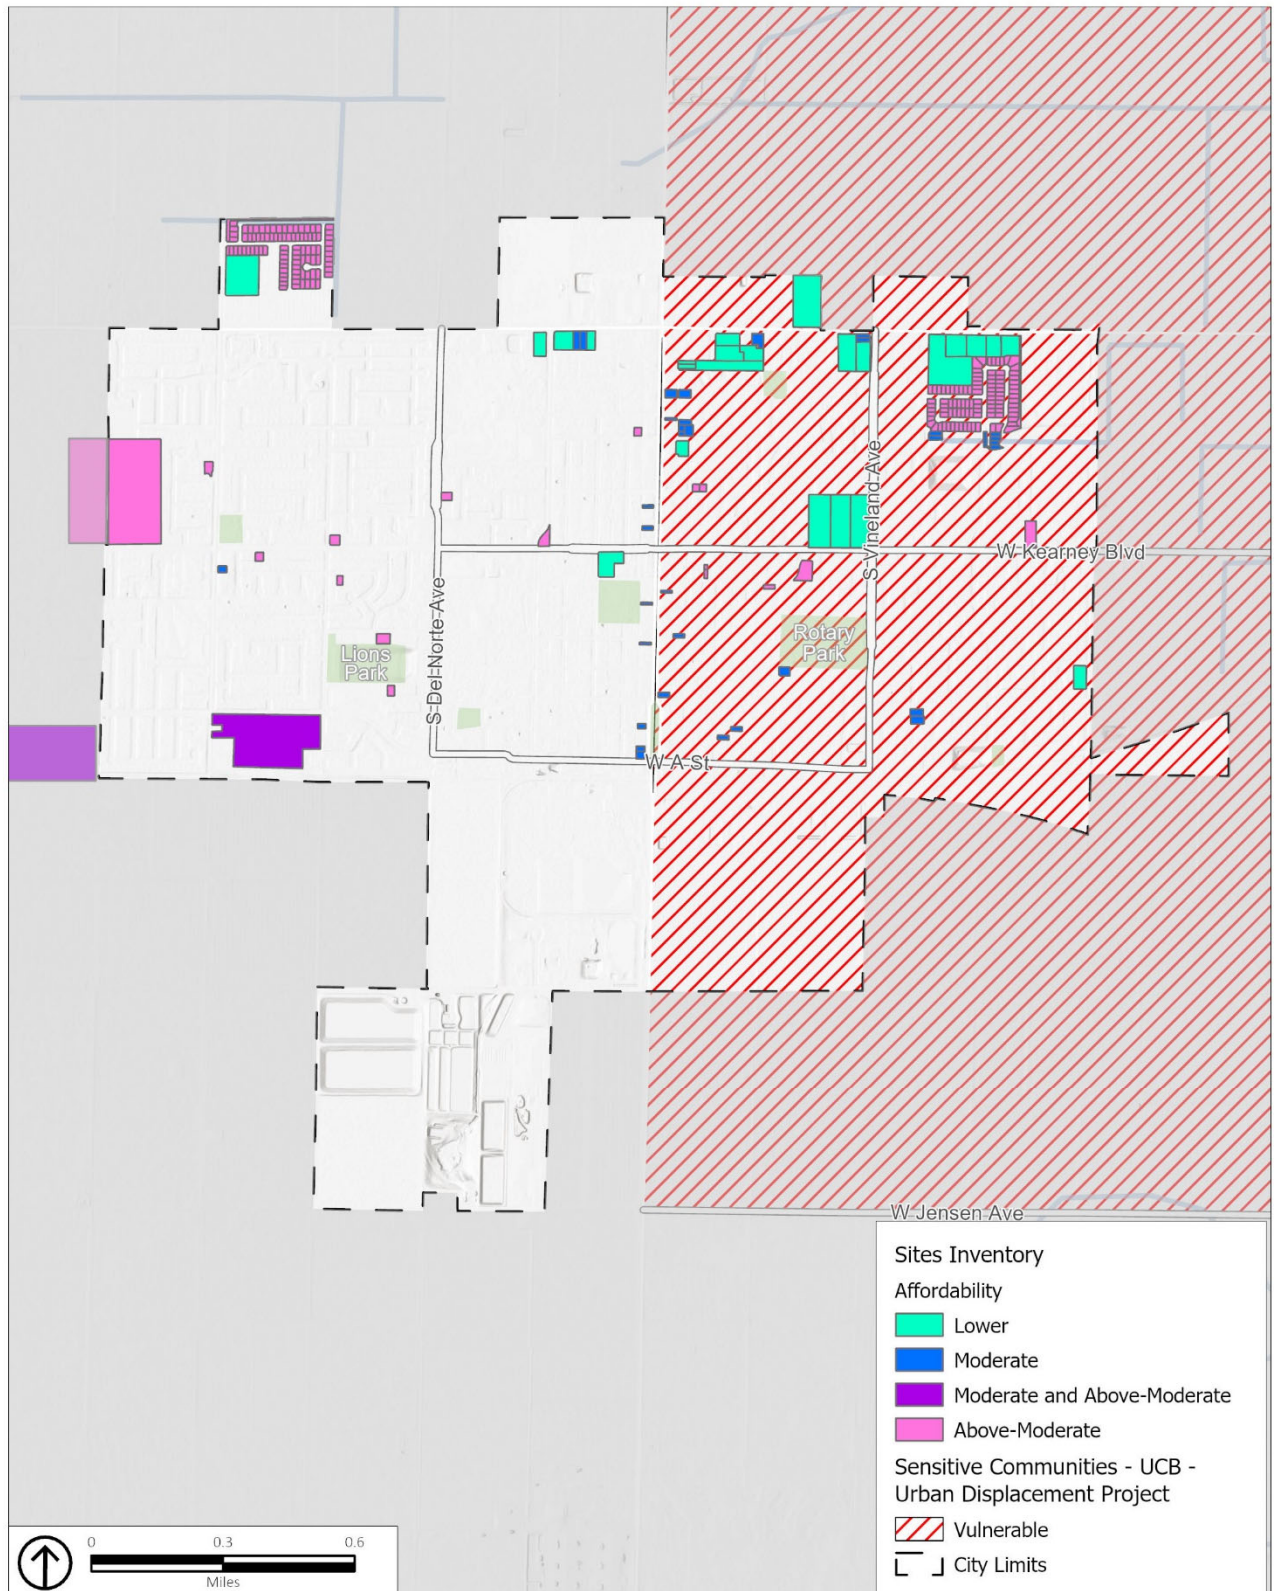 S Vineland Ave
W Kearney Blvd
S Del Norte Ave
Lions
Park
Rotary
Park
W A St
W Jensen Ave
Sites Inventory
Affordability
Lower
Moderate
Moderate and Above-Moderate
Above-Moderate
Sensitive Communities - UCB -
Urban Displacement Project
Vulnerable
City Limits
0 0.3 0.6
Miles